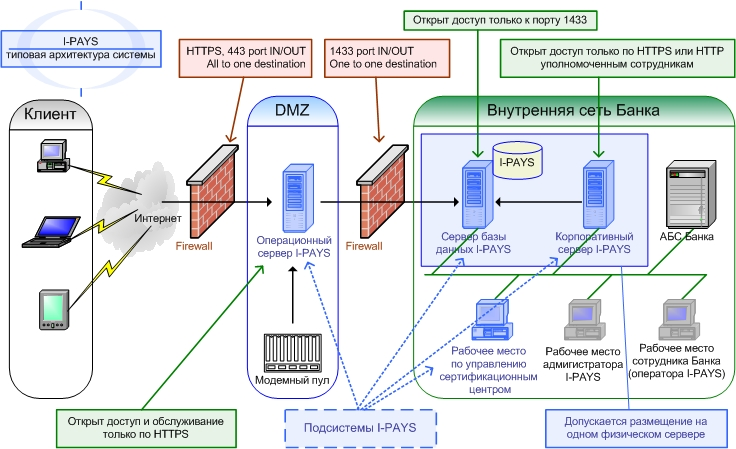 I-PAYS
типовая архитектура системы
HTTPS, 443 port IN/OUT
All to one destination
1433 port IN/OUT
One to one destination
Открыт доступ только к порту 1433
Открыт доступ только по HTTPS или HTTP
уполномоченным сотрудникам
Клиент
DMZ
Внутренняя сеть Банка
I-PAYS
Интернет
Firewall
Операционный
сервер I-PAYS
Firewall
Сервер базы
данных I-PAYS
Корпоративный
сервер I-PAYS
АБС Банка
Модемный пул
Рабочее место
по управлению
сертификационным
центром
Рабочее место
адмигистратора
I-PAYS
Рабочее место
сотрудника Банка
(оператора I-PAYS)
Открыт доступ и обслуживание
только по HTTPS
Подсистемы I-PAYS
Допускается размещение на
одном физическом сервере